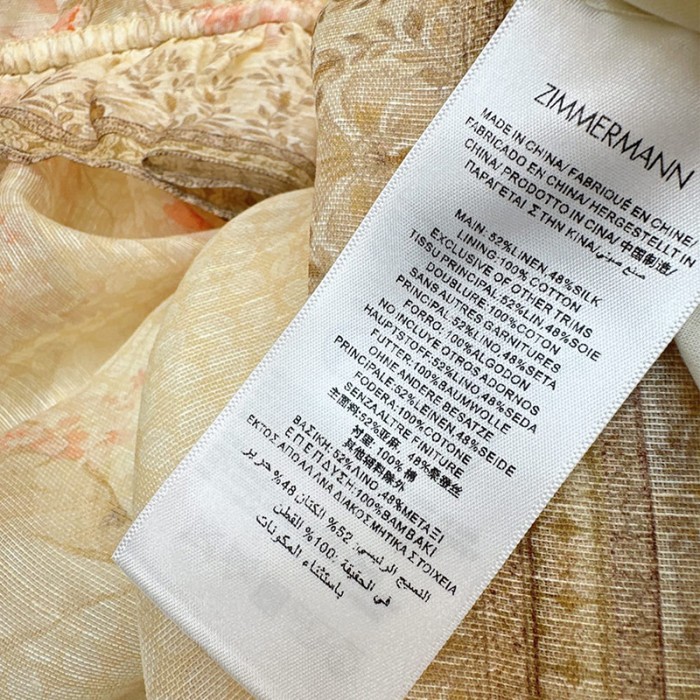 ZIMMERMANN
MADE IN CHINA/ FABRIQUÉ EN CHINE/
FABRICADO EN CHINA/HERGESTELLT IN
CHINA/ PRODOTTO IN CINA/ 中国制造/
ΠΑΡΑΓΕΤΑΙ ΣΤΗΝ ΚΙΝΑ/صنع صيني
MAIN: 52%LINEN,48%SILK
LINING:100% COTTON
EXCLUSIVE OF OTHER TRIMS
TISSU PRINCIPAL:52%LIN,48%SOIE
DOUBLURE:100%COTON
SANS AUTRES GARNITURES
PRINCIPAL:52%LINO,48%SETA
FORRO:100%ALGODON
NO INCLUYE OTROS ADORNOS
HAUPTSTOFF:52%LINO,48%SEDA
FUTTER:100%BAUMWOLLE
OHNE ANDERE BESATZE
PRINCIPALE:52%LEINEN,48%SEIDE
FODERA:100%COTONE
SENZA ALTRE FINITURE
主面料:52%亚麻, 48%桑蚕丝
衬里:100% 棉
其他辅料除外
ΒΑΣΙΚΗ: 52%ΛΙΝΟ,48%ΜΕΤΑΞΙ
ΕΠΕΝΔΥΣΗ:100%ΒΑΜΒΑΚΙ
ΕΚΤΟΣ ΑΠΟ ΑΛΛΑ ΔΙΑΚΟΣΜΗΤΙΚΑ ΣΤΟΙΧΕΙΑ
النسيج الرئيسي: 52% الكتان 48% حرير
في الحقيقة :100% القطن
باستثناء المكونات